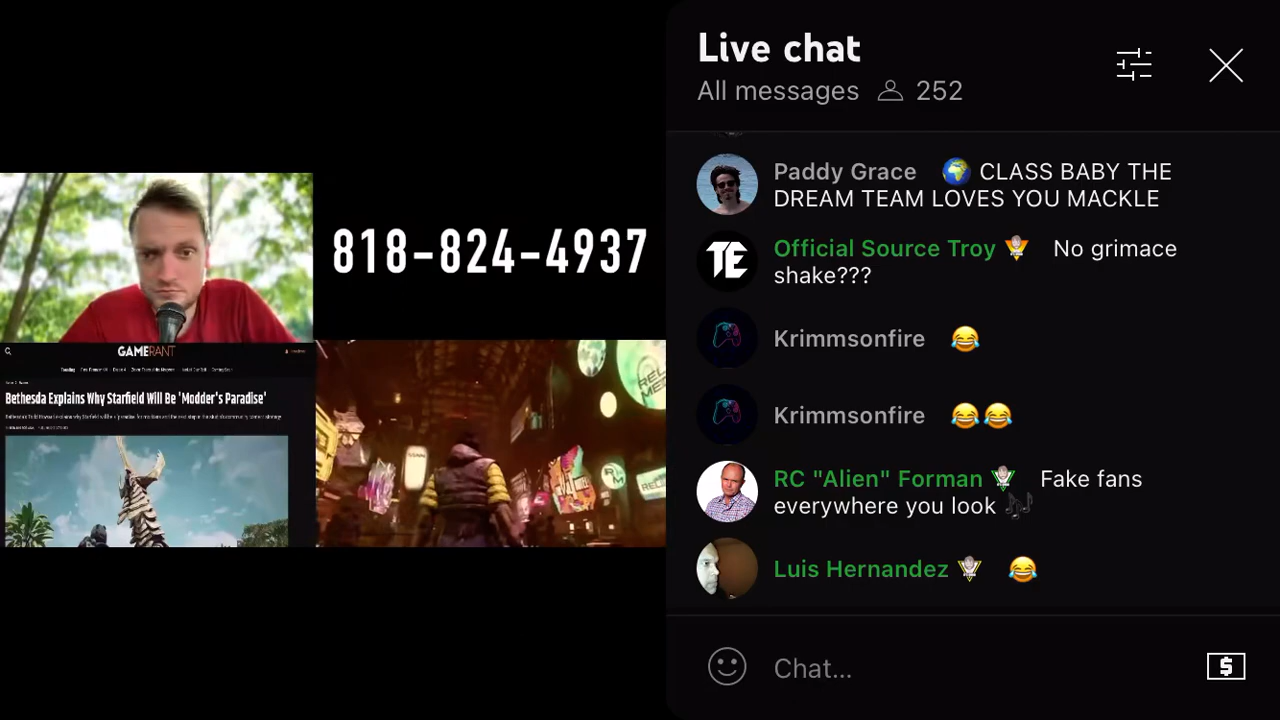 818-824-4937
GAMERANT
Bethesda Explains Why Starfield Will Be 'Modder's Paradise'
Live chat
All messages 252
Paddy Grace 🌍 CLASS BABY THE
DREAM TEAM LOVES YOU MACKLE
TE
Official Source Troy No grimace
shake???
Krimmsonfire 😂
Krimmsonfire 😂😂
RC "Alien" Forman Fake fans
everywhere you look 🎶
Luis Hernandez 😂
Chat...
$